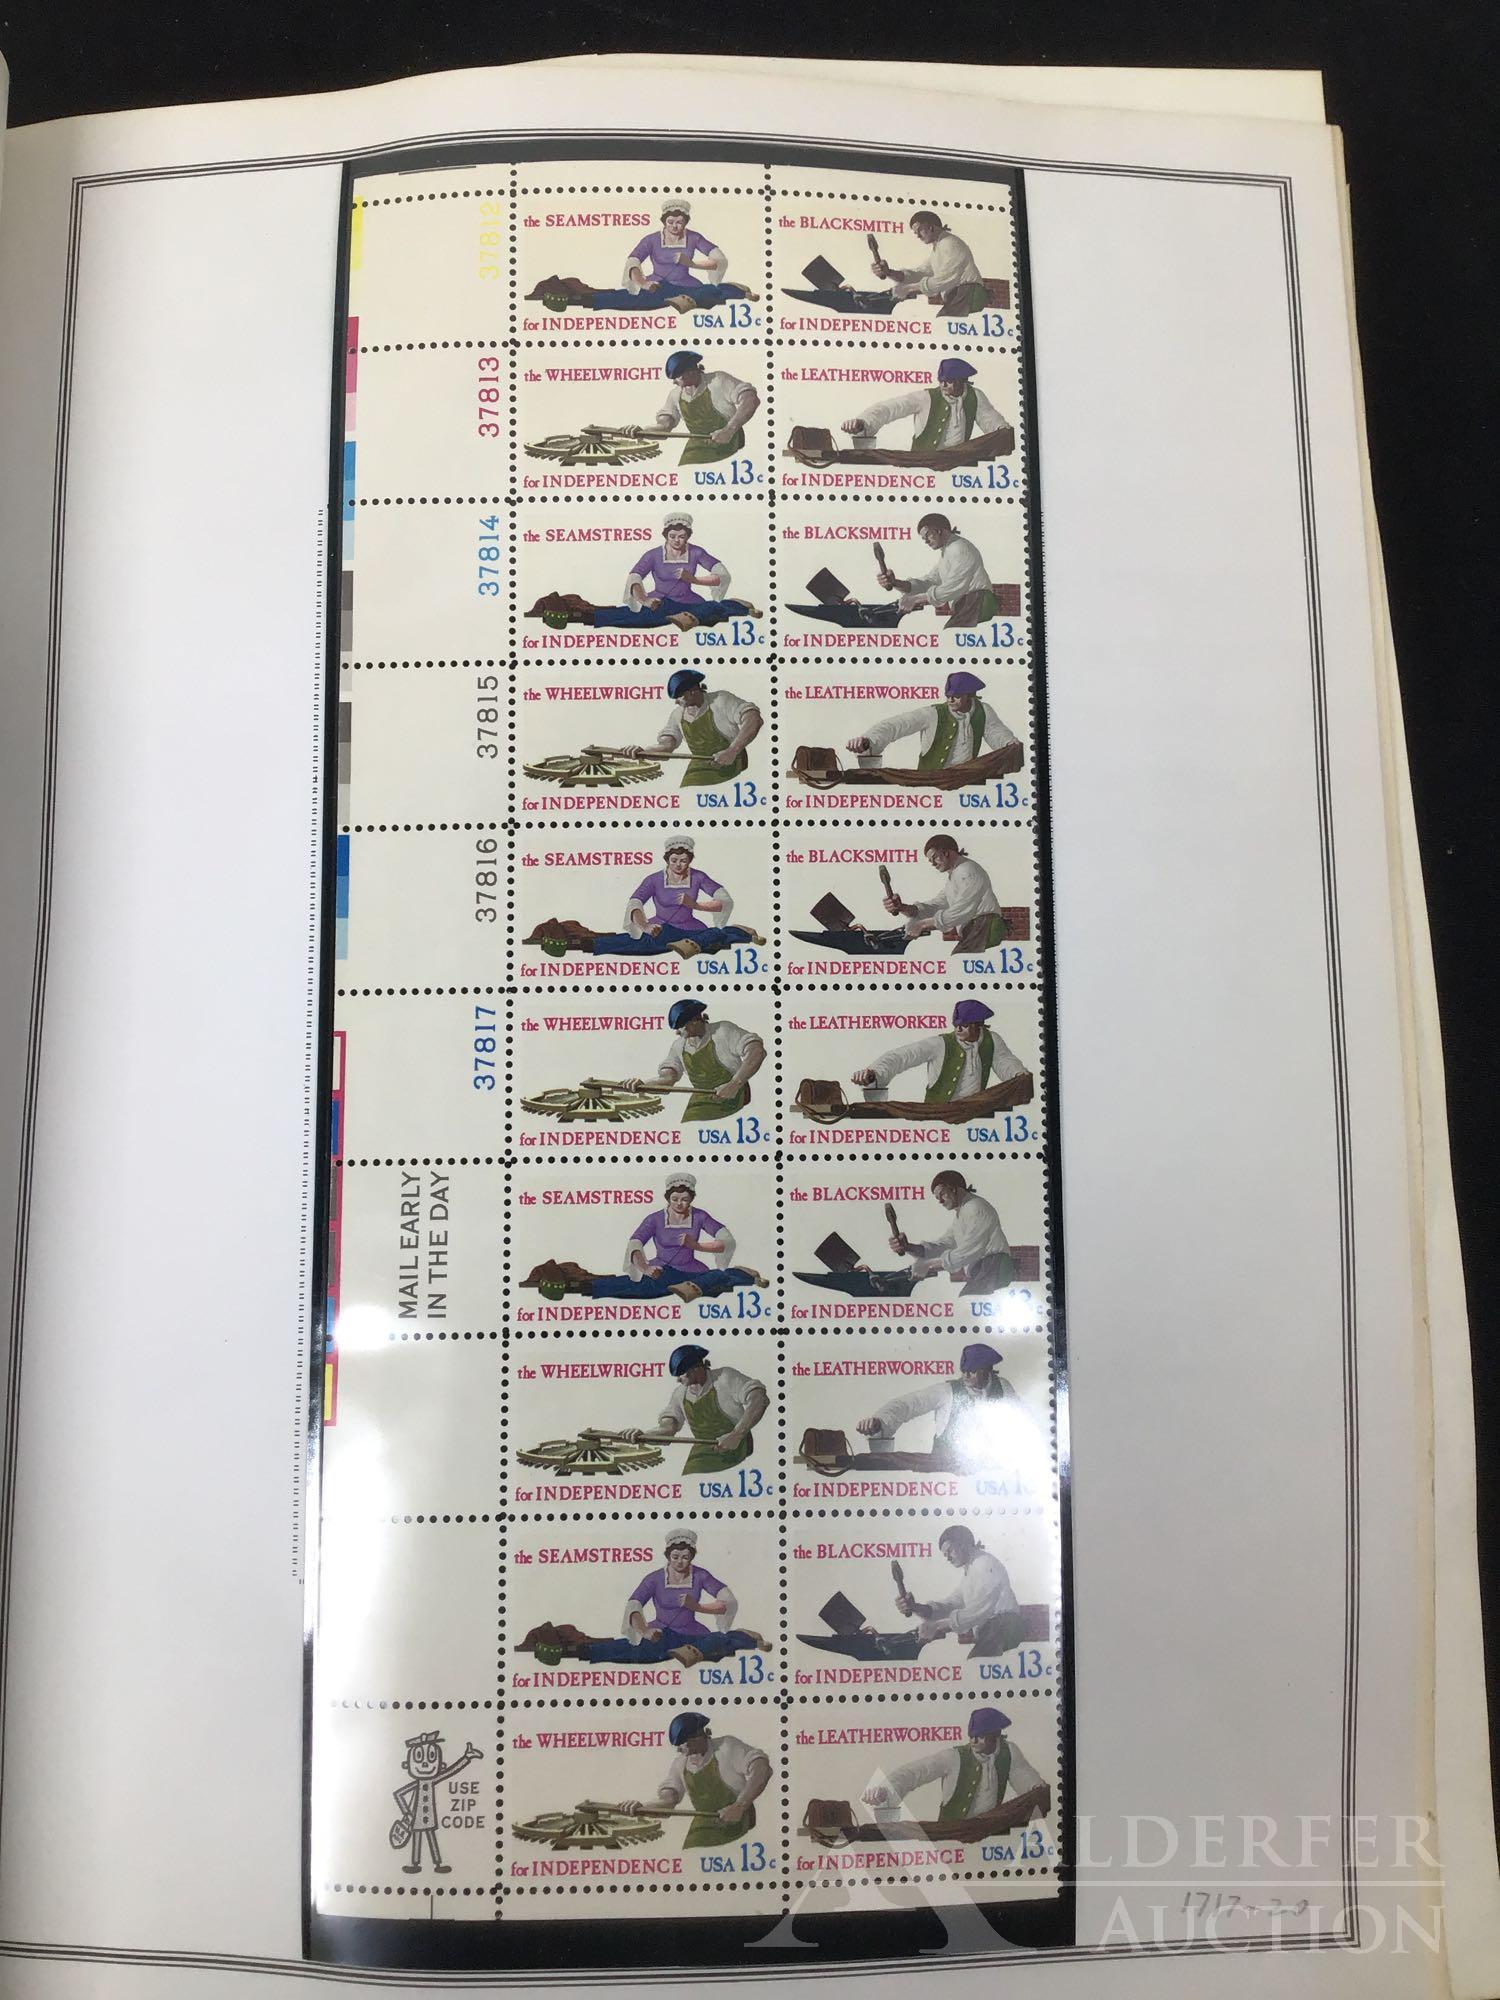 37812
the SEAMSTRESS
for INDEPENDENCE USA 13c
the BLACKSMITH
for INDEPENDENCE USA 13c
37813
the WHEELWRIGHT
for INDEPENDENCE USA 13c
the LEATHERWORKER
for INDEPENDENCE USA 13c
37814
the SEAMSTRESS
for INDEPENDENCE USA 13c
the BLACKSMITH
for INDEPENDENCE USA 13c
37815
the WHEELWRIGHT
for INDEPENDENCE USA 13c
the LEATHERWORKER
for INDEPENDENCE USA 13c
37816
the SEAMSTRESS
for INDEPENDENCE USA 13c
the BLACKSMITH
for INDEPENDENCE USA 13c
37817
the WHEELWRIGHT
for INDEPENDENCE USA 13c
the LEATHERWORKER
for INDEPENDENCE USA 13c
MAIL EARLY
IN THE DAY
the SEAMSTRESS
for INDEPENDENCE USA 13c
the BLACKSMITH
for INDEPENDENCE USA 13c
the WHEELWRIGHT
for INDEPENDENCE USA 13c
the LEATHERWORKER
for INDEPENDENCE USA 13c
the SEAMSTRESS
for INDEPENDENCE USA 13c
the BLACKSMITH
for INDEPENDENCE USA 13c
USE
ZIP
CODE
the WHEELWRIGHT
for INDEPENDENCE USA 13c
the LEATHERWORKER
for INDEPENDENCE USA 13c
1717-20
ALDERFER
AUCTION